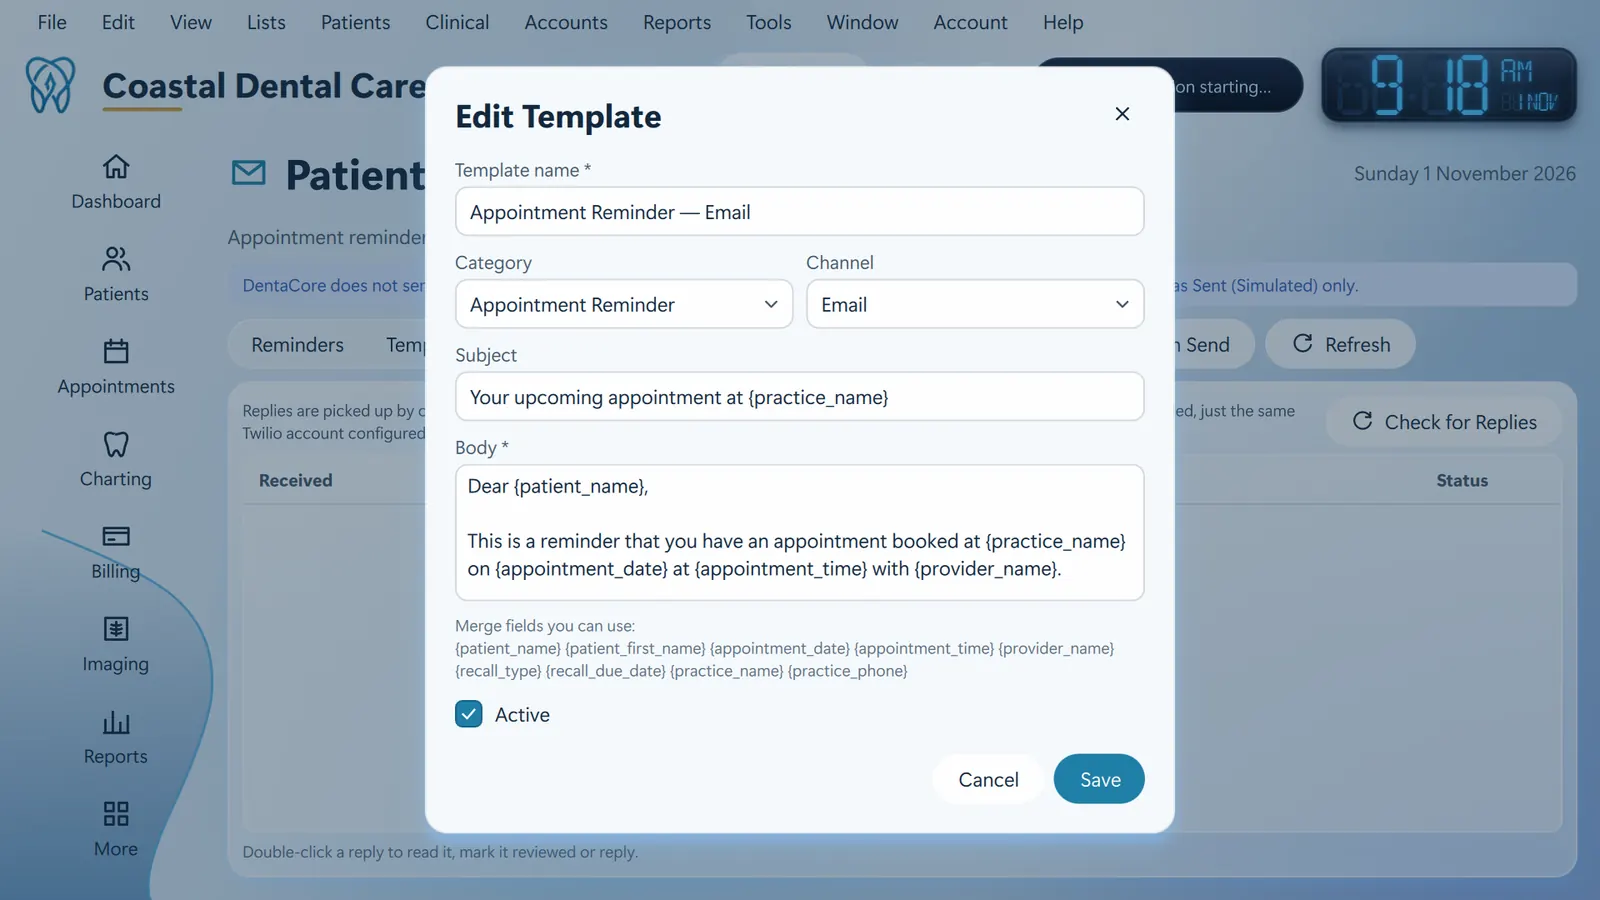 File Edit View Lists Patients Clinical Accounts Reports Tools Window Account Help
Coastal Dental Care
on starting...
9:18 AM
1 NOV
Sunday 1 November 2026
Dashboard
Patients
Appointments
Charting
Billing
Imaging
Reports
More
Patient
Appointment reminder
DentaCore does not
as Sent (Simulated) only.
Reminders
Send
Refresh
Replies are picked up by
ed, just the same
Twilio account configured
Check for Replies
Received
Status
Double-click a reply to read it, mark it reviewed or reply.
Edit Template
Template name *
Appointment Reminder — Email
Category
Channel
Appointment Reminder
Email
Subject
Your upcoming appointment at {practice_name}
Body *
Dear {patient_name},
This is a reminder that you have an appointment booked at {practice_name}
on {appointment_date} at {appointment_time} with {provider_name}.
Merge fields you can use:
{patient_name} {patient_first_name} {appointment_date} {appointment_time} {provider_name}
{recall_type} {recall_due_date} {practice_name} {practice_phone}
Active
Cancel
Save